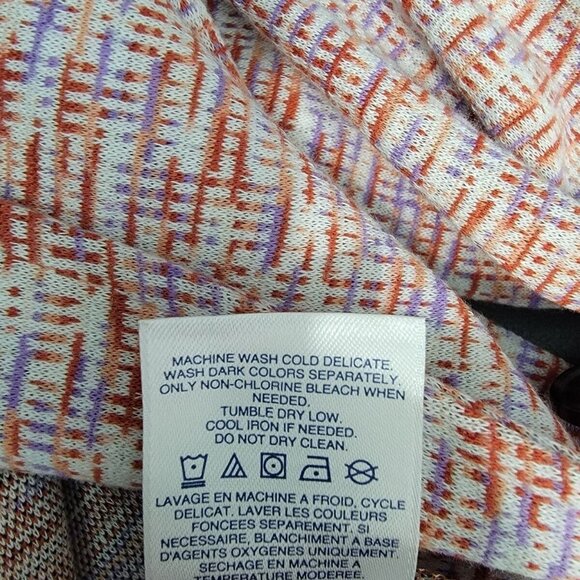 MACHINE WASH COLD DELICATE.
WASH DARK COLORS SEPARATELY.
ONLY NON-CHLORINE BLEACH WHEN
NEEDED.
TUMBLE DRY LOW.
COOL IRON IF NEEDED.
DO NOT DRY CLEAN.
LAVAGE EN MACHINE A FROID, CYCLE
DELICAT. LAVER LES COULEURS
FONCÉES SEPAREMENT. SI
NECESSAIRE, BLANCHIMENT A BASE
D'AGENTS OXYGENES UNIQUEMENT.
SECHAGE EN MACHINE
TEMPERATURE MODEREE.